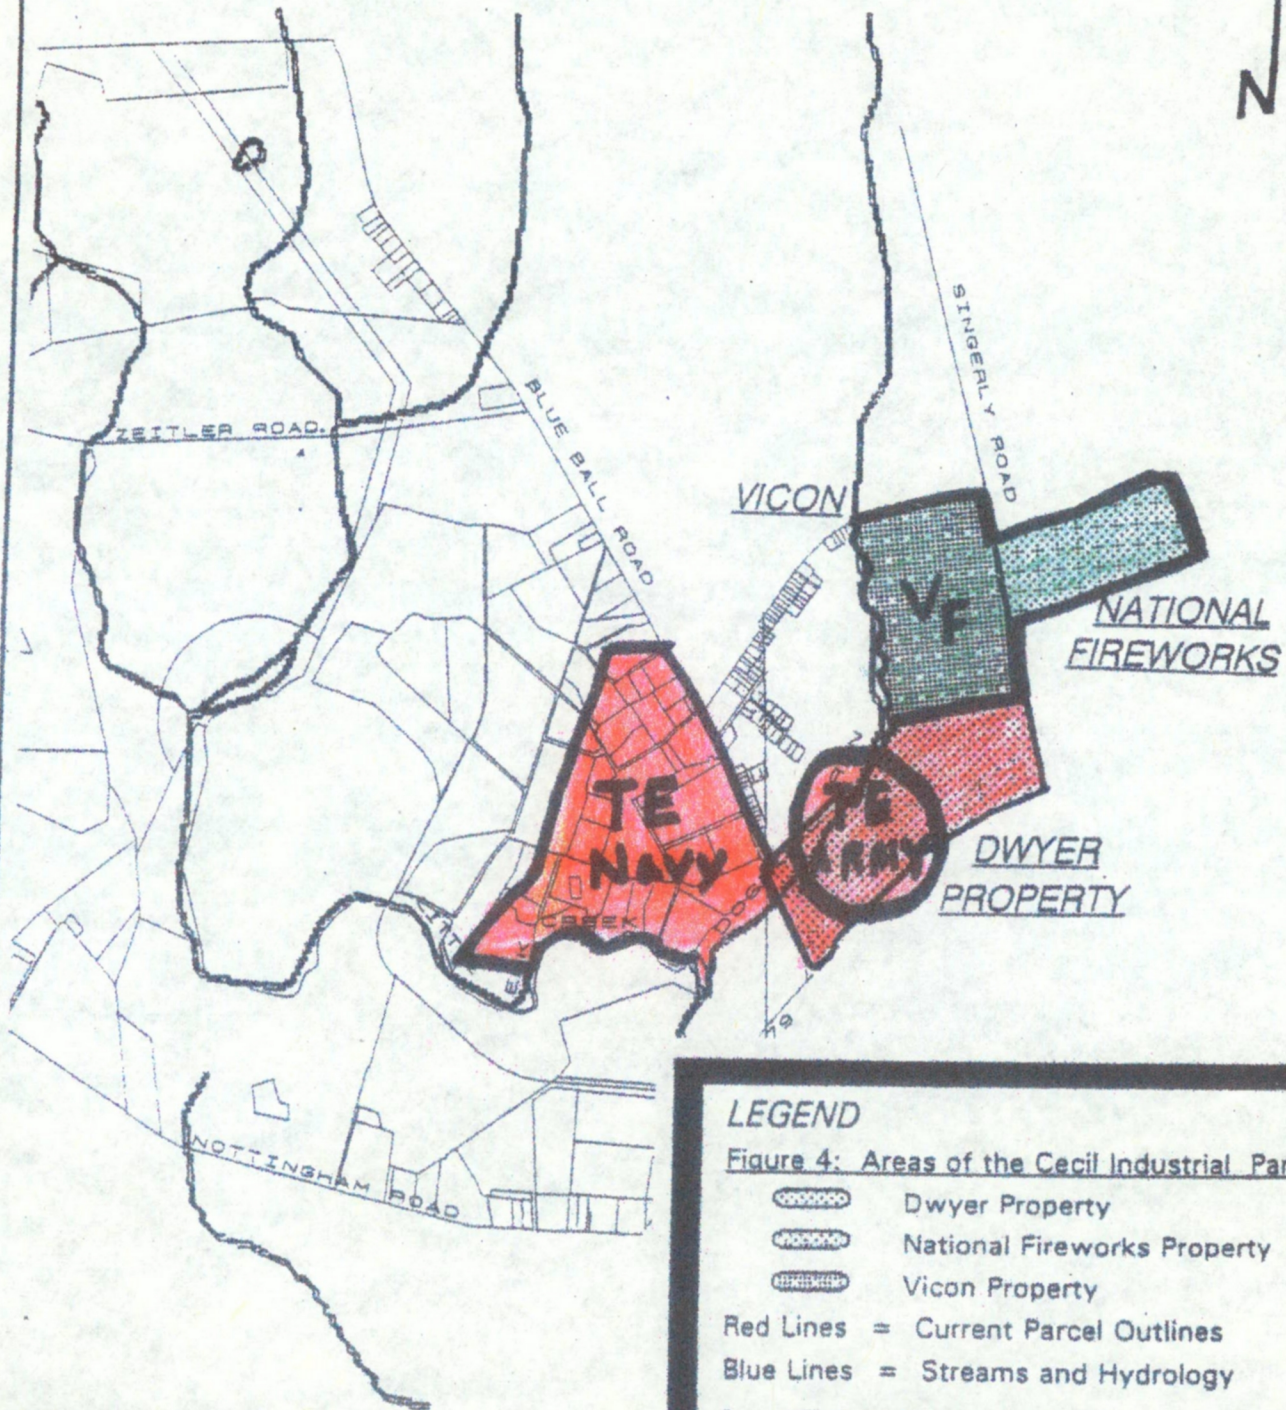 N
SINGERLY ROAD
BLUE BALL ROAD
ZEITLER ROAD.
VICON
VF
NATIONAL
FIREWORKS
TE
NAVY
TE
ARMY
DWYER
PROPERTY
DOG
CREEK
NOTTINGHAM ROAD
LEGEND
Figure 4: Areas of the Cecil Industrial Par
Dwyer Property
National Fireworks Property
Vicon Property
Red Lines = Current Parcel Outlines
Blue Lines = Streams and Hydrology